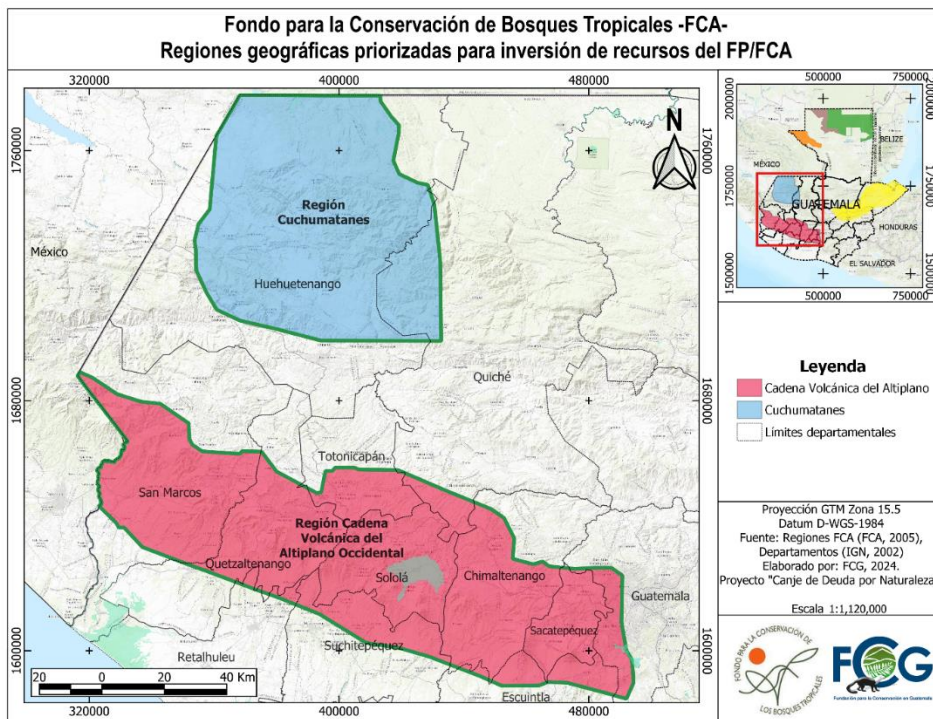 Fondo para la Conservación de Bosques Tropicales -FCA-
Regiones geográficas priorizadas para inversión de recursos del FP/FCA
320000
400000
480000
1760000
1760000
N
Región
Cuchumatanes
México
Huehuetenango
Quiché
1680000
1680000
Totonicapán
San Marcos
Región Cadena
Volcánica del
Altiplano Occidental
Quetzaltenango
Sololá
Chimaltenango
Guatemala
Sacatepéquez
Suchitepéquez
Retalhuleu
Escuintla
1600000
1600000
20 0 20 40 Km
320000
400000
480000
500000
750000
2000000
2000000
BELIZE
MÉXICO
1750000
1750000
GUATEMALA
HONDURAS
EL SALVADOR
1500000
1500000
500000
750000
Leyenda
Cadena Volcánica del Altiplano
Cuchumatanes
Límites departamentales
Proyección GTM Zona 15.5
Datum D-WGS-1984
Fuente: Regiones FCA (FCA, 2005),
Departamentos (IGN, 2002)
Elaborado por: FCG, 2024.
Proyecto "Canje de Deuda por Naturaleza
Escala 1:1,120,000
FONDO PARA LA CONSERVACIÓN DE
LOS BOSQUES TROPICALES
FCG
Fundación para la Conservación en Guatemala